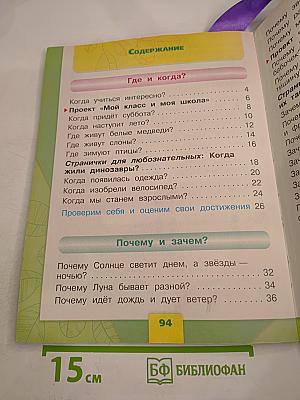 СОДЕРЖАНИЕ
Где и когда?
Когда учиться интересно? 4
Проект «Мой класс и моя школа» 6
Когда придёт суббота? 8
Когда наступит лето? 10
Где живут белые медведи? 12
Где живут слоны? 14
Где зимуют птицы? 16
Странички для любознательных: Когда
жили динозавры? 18
Когда появилась одежда? 20
Когда изобрели велосипед? 22
Когда мы станем взрослыми? 24
Проверим себя и оценим свои достижения 26
Почему и зачем?
Почему Солнце светит днем, а звёзды —
ночью? 32
Почему Луна бывает разной? 34
Почему идёт дождь и дует ветер? 36
94
15 см
БФ БИБЛИОФАН